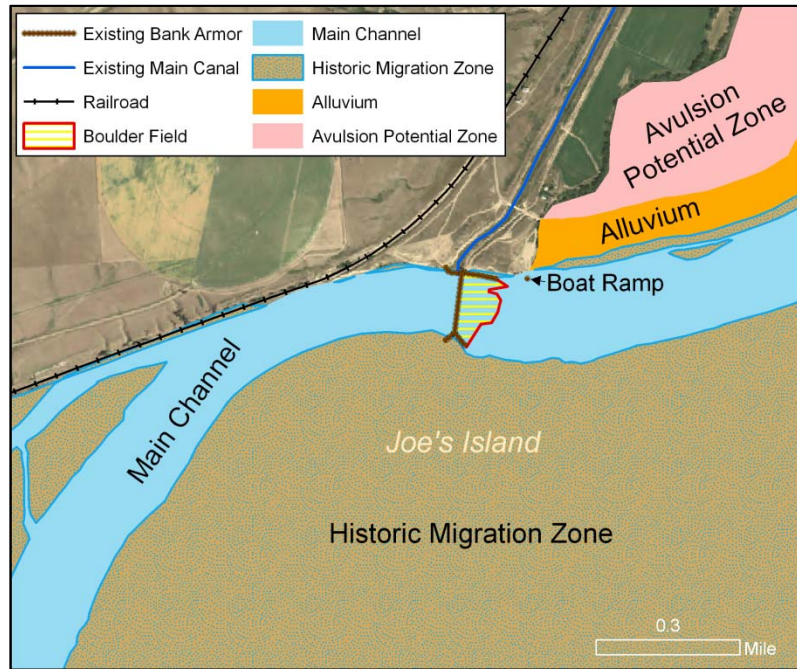 Existing Bank Armor
Existing Main Canal
Railroad
Boulder Field
Main Channel
Historic Migration Zone
Alluvium
Avulsion Potential Zone
Avulsion
Potential Zone
Alluvium
Boat Ramp
Main Channel
Joe's Island
Historic Migration Zone
0.3
Mile